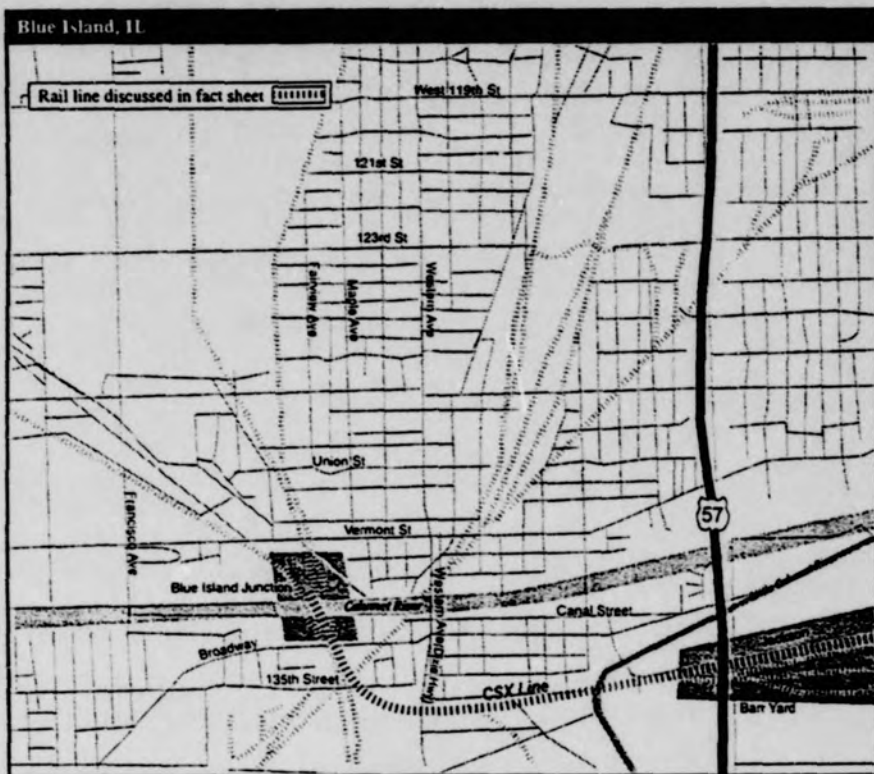 Blue Island, IL
Rail line discussed in fact sheet
West 119th St
121st St
123rd St
Fairview Ave
Maple Ave
Western Ave
Union St
Francisco Ave
Vermont St
57
Blue Island Junction
Calumet River
Western Ave(Dixie Hwy)
Canal Street
Broadway
135th Street
CSX Line
Barr Yard